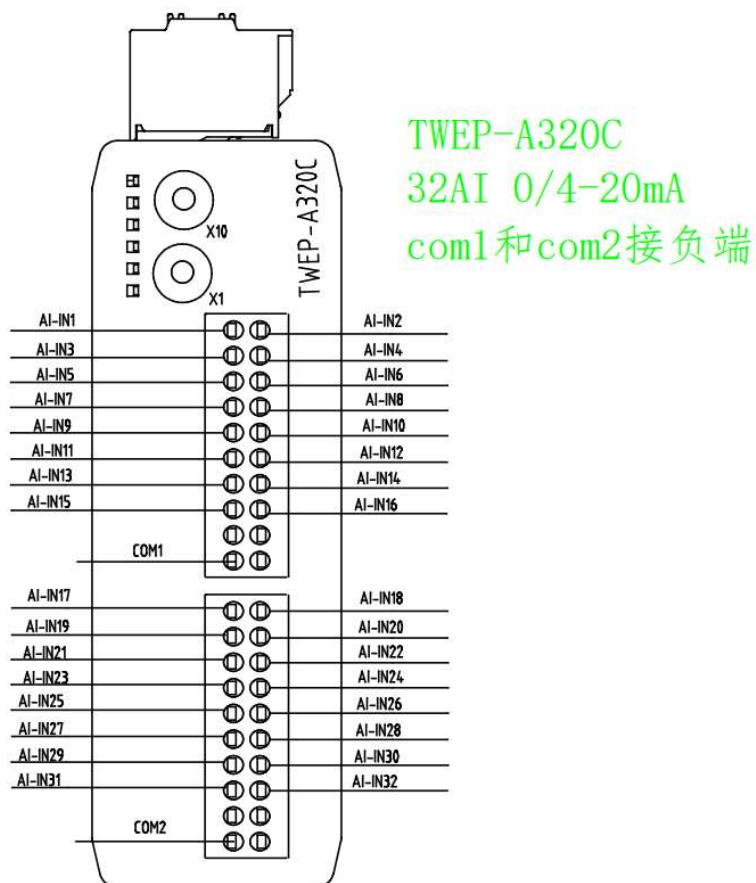 TWEP-A320C
32AI 0/4-20mA
com1和com2接负端
TWEP-A320C
X10
X1
AI-IN1 AI-IN2
AI-IN3 AI-IN4
AI-IN5 AI-IN6
AI-IN7 AI-IN8
AI-IN9 AI-IN10
AI-IN11 AI-IN12
AI-IN13 AI-IN14
AI-IN15 AI-IN16
COM1
AI-IN17 AI-IN18
AI-IN19 AI-IN20
AI-IN21 AI-IN22
AI-IN23 AI-IN24
AI-IN25 AI-IN26
AI-IN27 AI-IN28
AI-IN29 AI-IN30
AI-IN31 AI-IN32
COM2